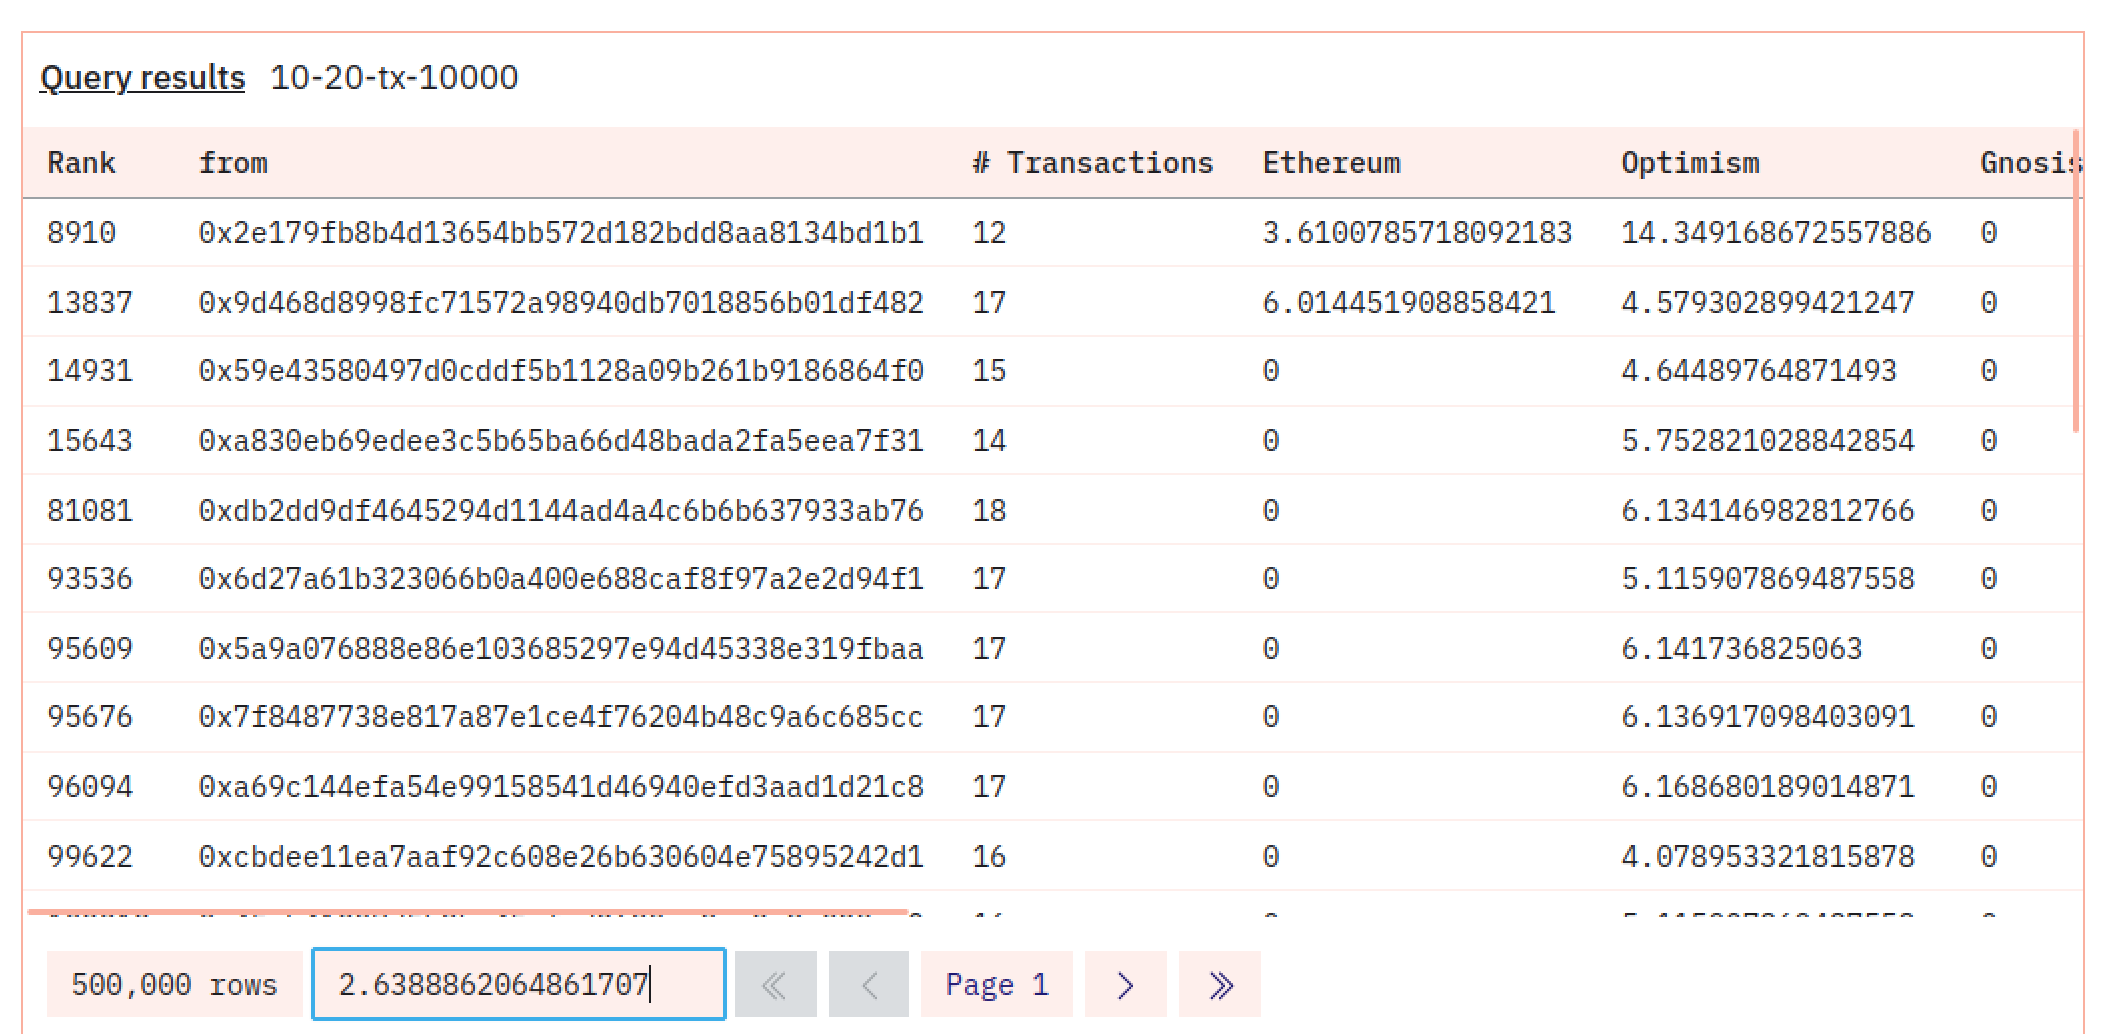 Query results 10-20-tx-10000
Rank from # Transactions Ethereum Optimism Gnosis
8910 0x2e179fb8b4d13654bb572d182bdd8aa8134bd1b1 12 3.6100785718092183 14.349168672557886 0
13837 0x9d468d8998fc71572a98940db7018856b01df482 17 6.014451908858421 4.579302899421247 0
14931 0x59e43580497d0cddf5b1128a09b261b9186864f0 15 0 4.64489764871493 0
15643 0xa830eb69edee3c5b65ba66d48bada2fa5eea7f31 14 0 5.752821028842854 0
81081 0xdb2dd9df4645294d1144ad4a4c6b6b637933ab76 18 0 6.134146982812766 0
93536 0x6d27a61b323066b0a400e688caf8f97a2e2d94f1 17 0 5.115907869487558 0
95609 0x5a9a076888e86e103685297e94d45338e319fbaa 17 0 6.141736825063 0
95676 0x7f8487738e817a87e1ce4f76204b48c9a6c685cc 17 0 6.136917098403091 0
96094 0xa69c144efa54e99158541d46940efd3aad1d21c8 17 0 6.168680189014871 0
99622 0xcbdee11ea7aaf92c608e26b630604e75895242d1 16 0 4.078953321815878 0
500,000 rows 2.6388862064861707 Page 1